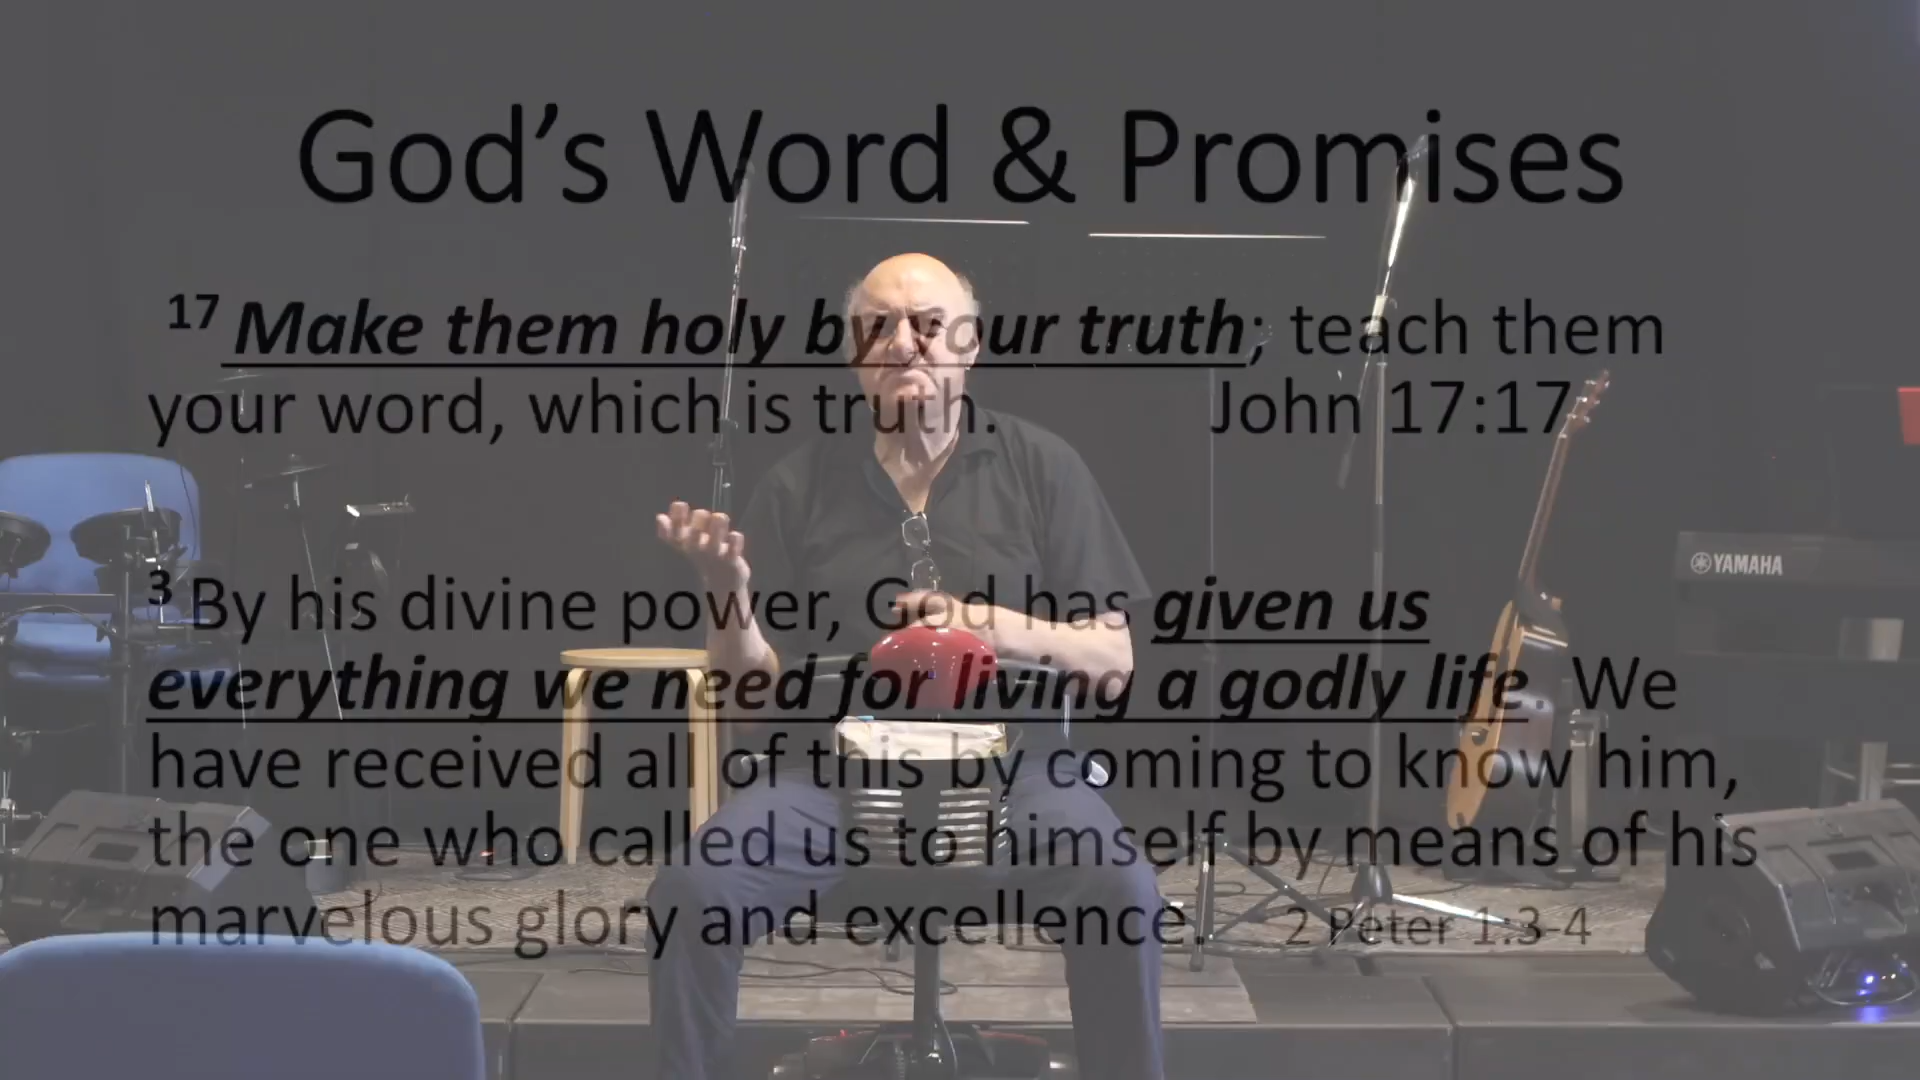 God’s Word & Promises
17 Make them holy by your truth; teach them
your word, which is truth. John 17:17
3 By his divine power, God has given us
everything we need for living a godly life. We
have received all of this by coming to know him,
the one who called us to himself by means of his
marvelous glory and excellence. 2 Peter 1:3-4
YAMAHA